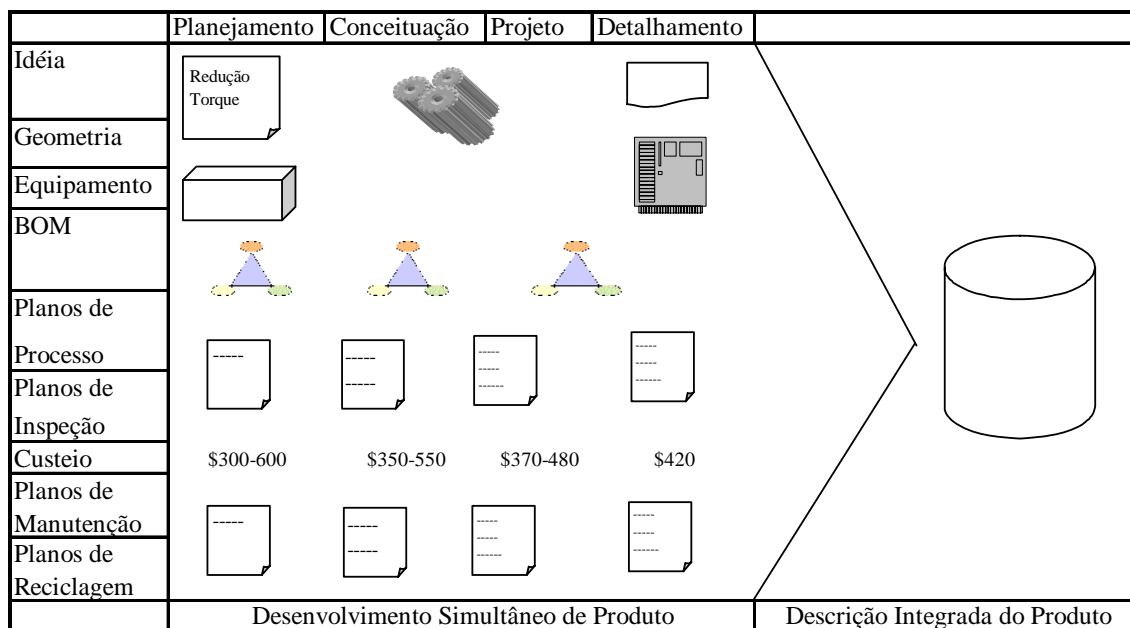 Planejamento Conceituação Projeto Detalhamento
Idéia
Redução
Torque
Geometria
Equipamento
BOM
Planos de
Processo
-----
-----
-----
-----
---
------
-----
----
------
Planos de
Inspeção
Custeio $300-600 $350-550 $370-480 $420
Planos de
Manutenção
-----
-----
-----
-----
----
------
-----
----
------
Planos de
Reciclagem
Desenvolvimento Simultâneo de Produto Descrição Integrada do Produto